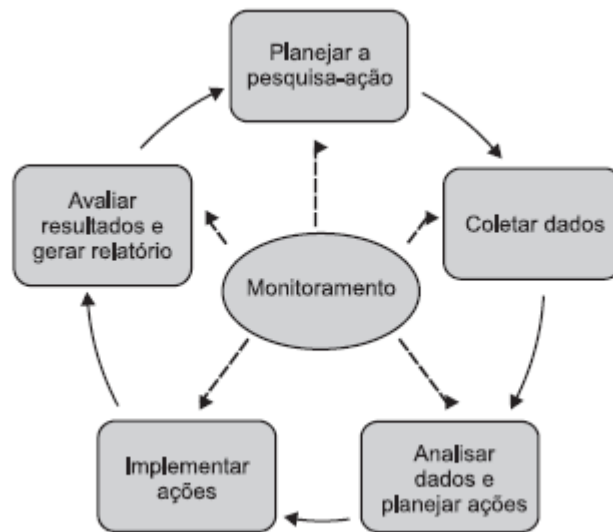 Planejar a
pesquisa-ação
Avaliar
resultados e
gerar relatório
Coletar dados
Monitoramento
Implementar
ações
Analisar
dados e
planejar ações